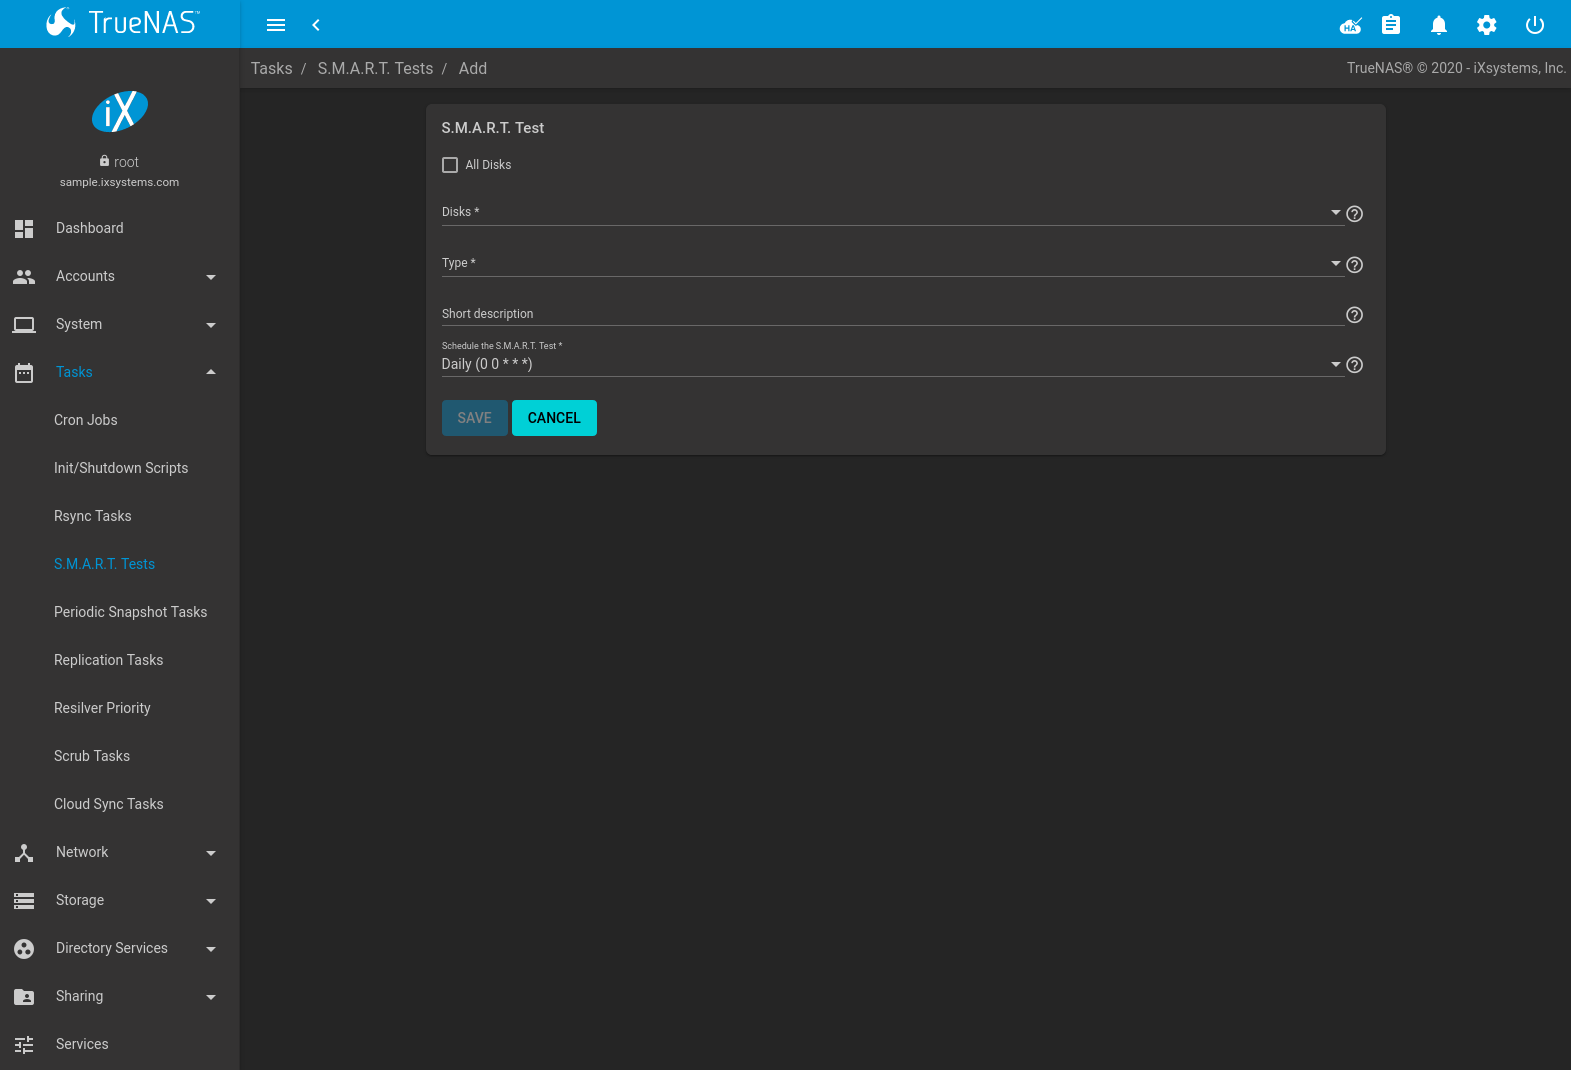 TrueNAS™
HA
Tasks / S.M.A.R.T. Tests / Add
TrueNAS® © 2020 - iXsystems, Inc.
iX
root
sample.ixsystems.com
Dashboard
Accounts
System
Tasks
Cron Jobs
Init/Shutdown Scripts
Rsync Tasks
S.M.A.R.T. Tests
Periodic Snapshot Tasks
Replication Tasks
Resilver Priority
Scrub Tasks
Cloud Sync Tasks
Network
Storage
Directory Services
Sharing
Services
S.M.A.R.T. Test
All Disks
Disks *
Type *
Short description
Schedule the S.M.A.R.T. Test *
Daily (0 0 * * *)
SAVE CANCEL